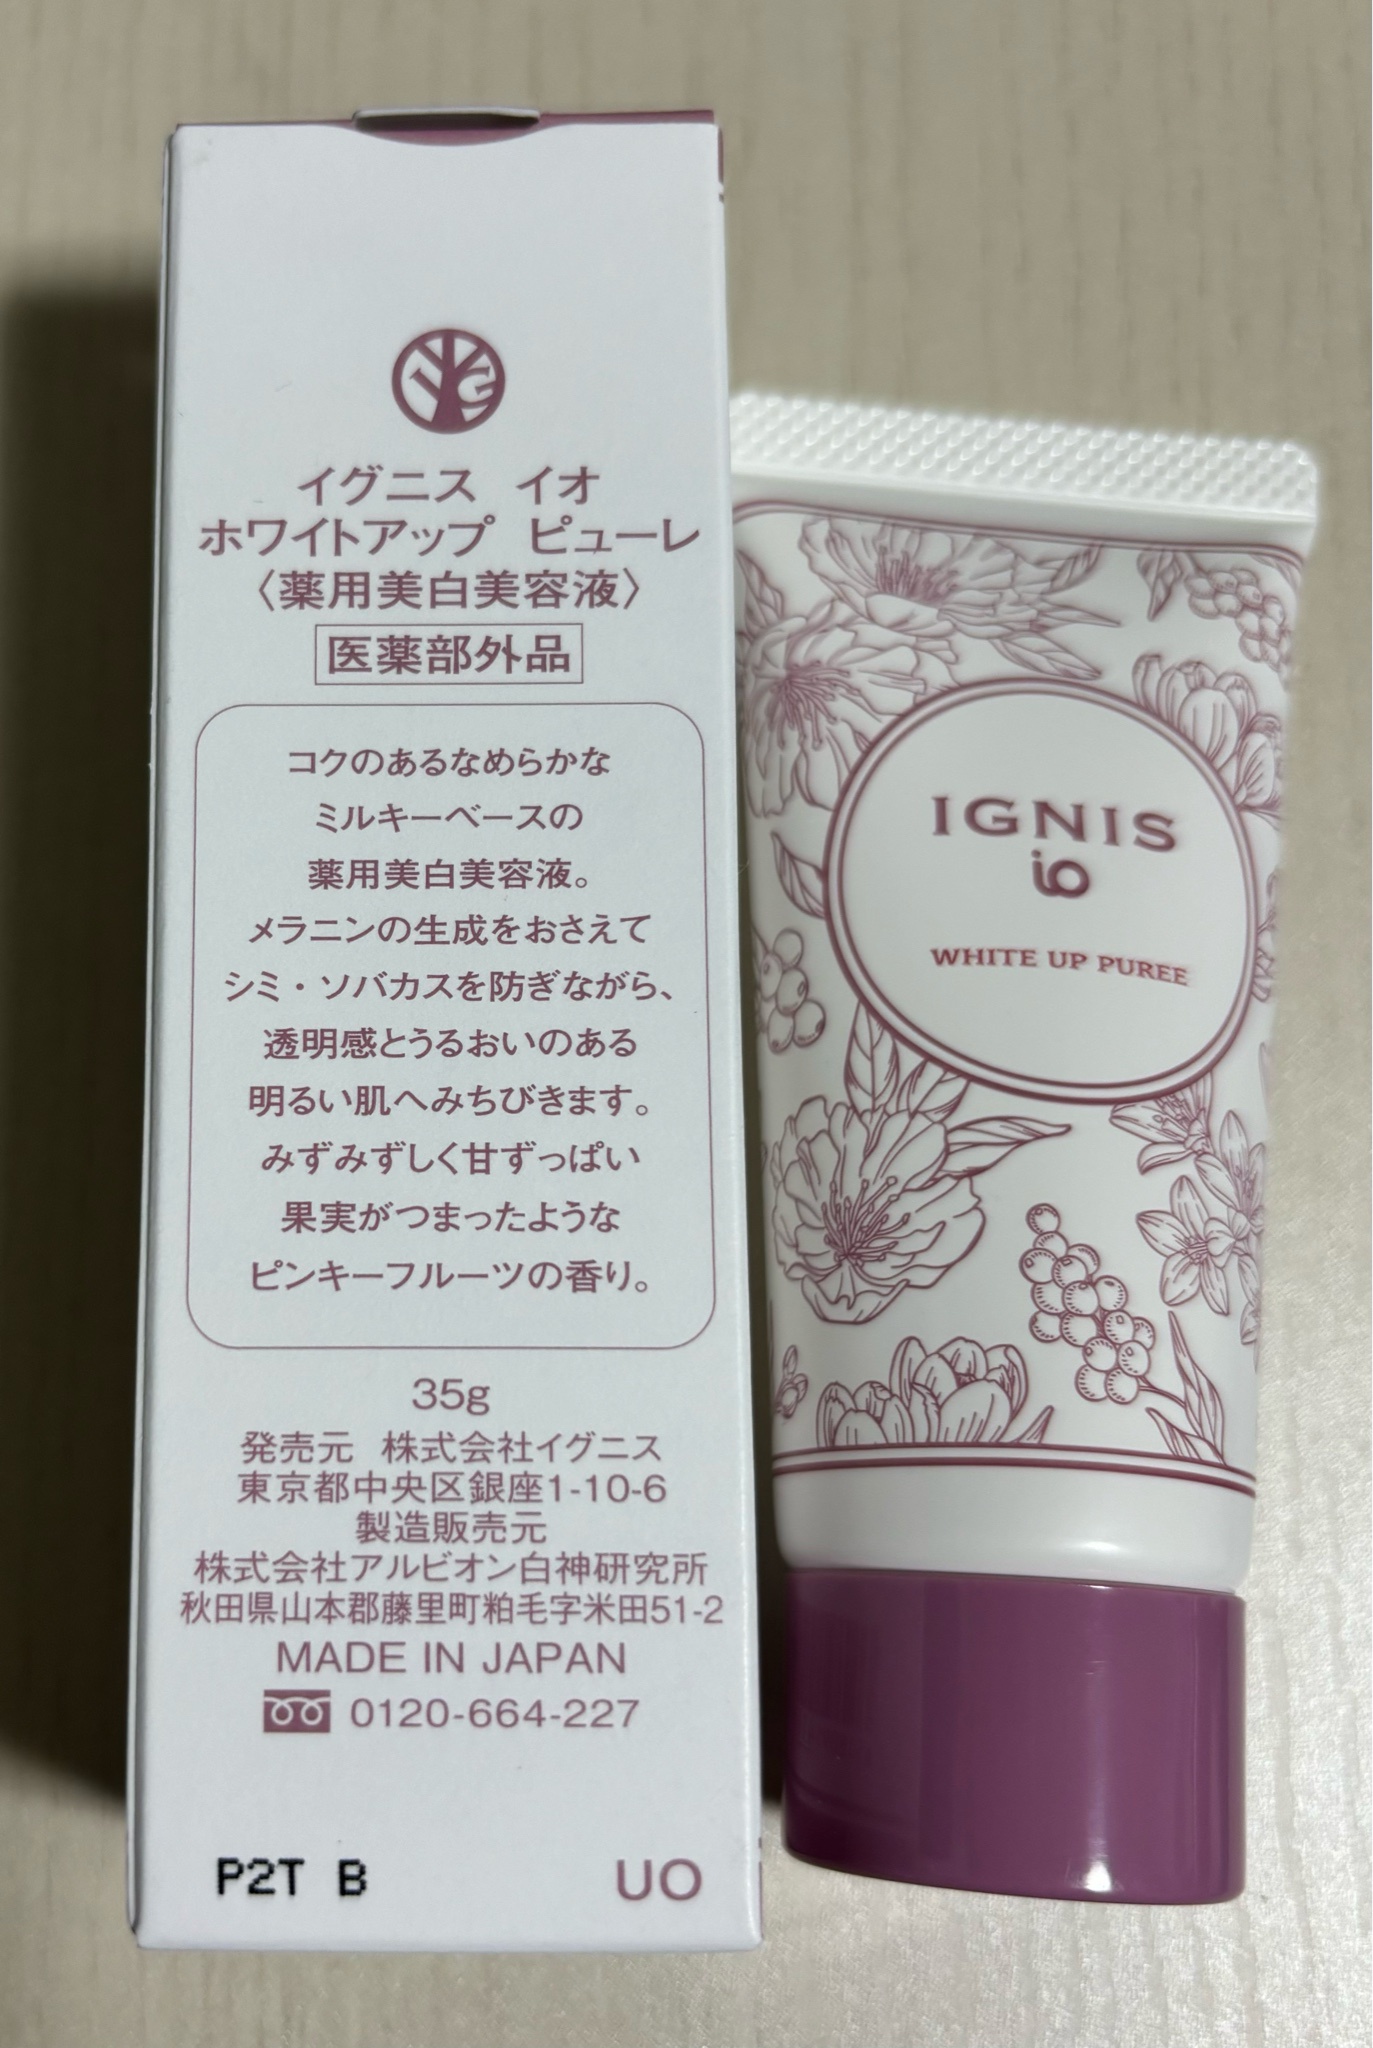 イグニス イオ
ホワイトアップ ピューレ
〈薬用美白美容液〉
医薬部外品
コクのあるなめらかな
ミルキーベースの
薬用美白美容液。
メラニンの生成をおさえて
シミ・ソバカスを防ぎながら、
透明感とうるおいのある
明るい肌へみちびきます。
みずみずしく甘ずっぱい
果実がつまったような
ピンキーフルーツの香り。
35g
発売元 株式会社イグニス
東京都中央区銀座1-10-6
製造販売元
株式会社アルビオン白神研究所
秋田県山本郡藤里町粕毛字米田51-2
MADE IN JAPAN
0120-664-227
P2T B
UO
IGNIS
io
WHITE UP PUREE